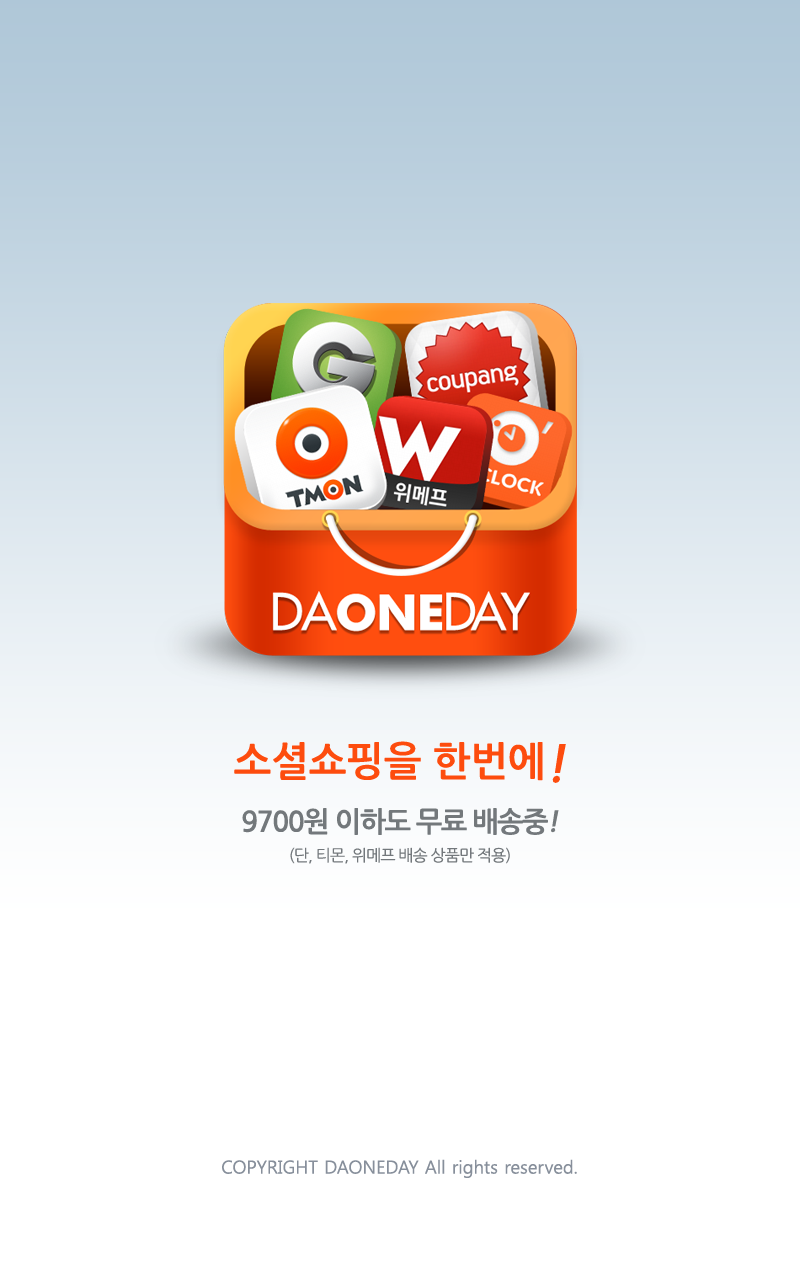 G
coupang
TMON
W
위메프
O'
CLOCK
DAONEDAY
소셜쇼핑을 한번에!
9700원 이하도 무료 배송중!
(단, 티몬, 위메프 배송 상품만 적용)
COPYRIGHT DAONEDAY All rights reserved.